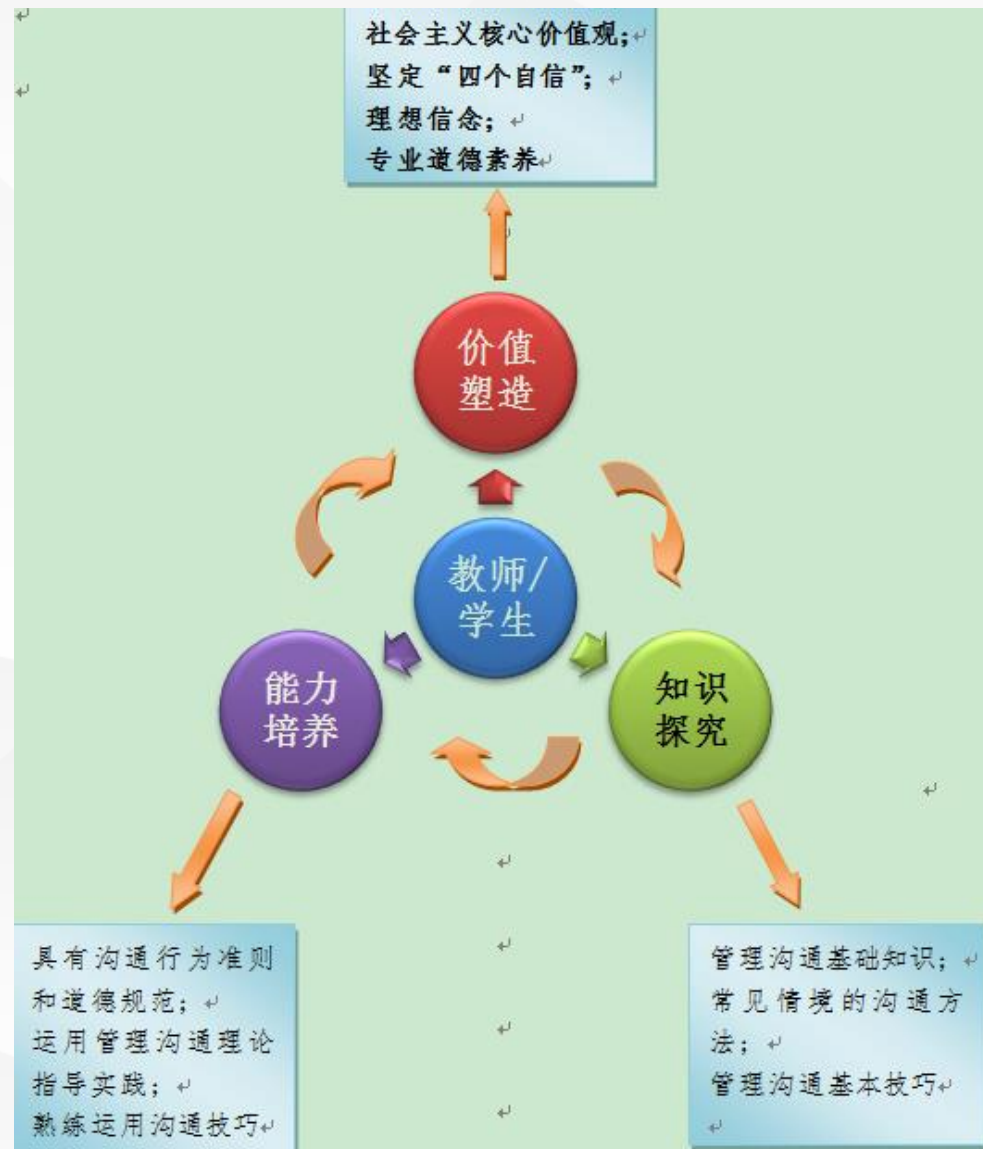 社会主义核心价值观;
坚定“四个自信”;
理想信念;
专业道德素养
价值
塑造
教师/
学生
能力
培养
知识
探究
具有沟通行为准则
和道德规范;
运用管理沟通理论
指导实践;
熟练运用沟通技巧
管理沟通基础知识;
常见情境的沟通方
法;
管理沟通基本技巧